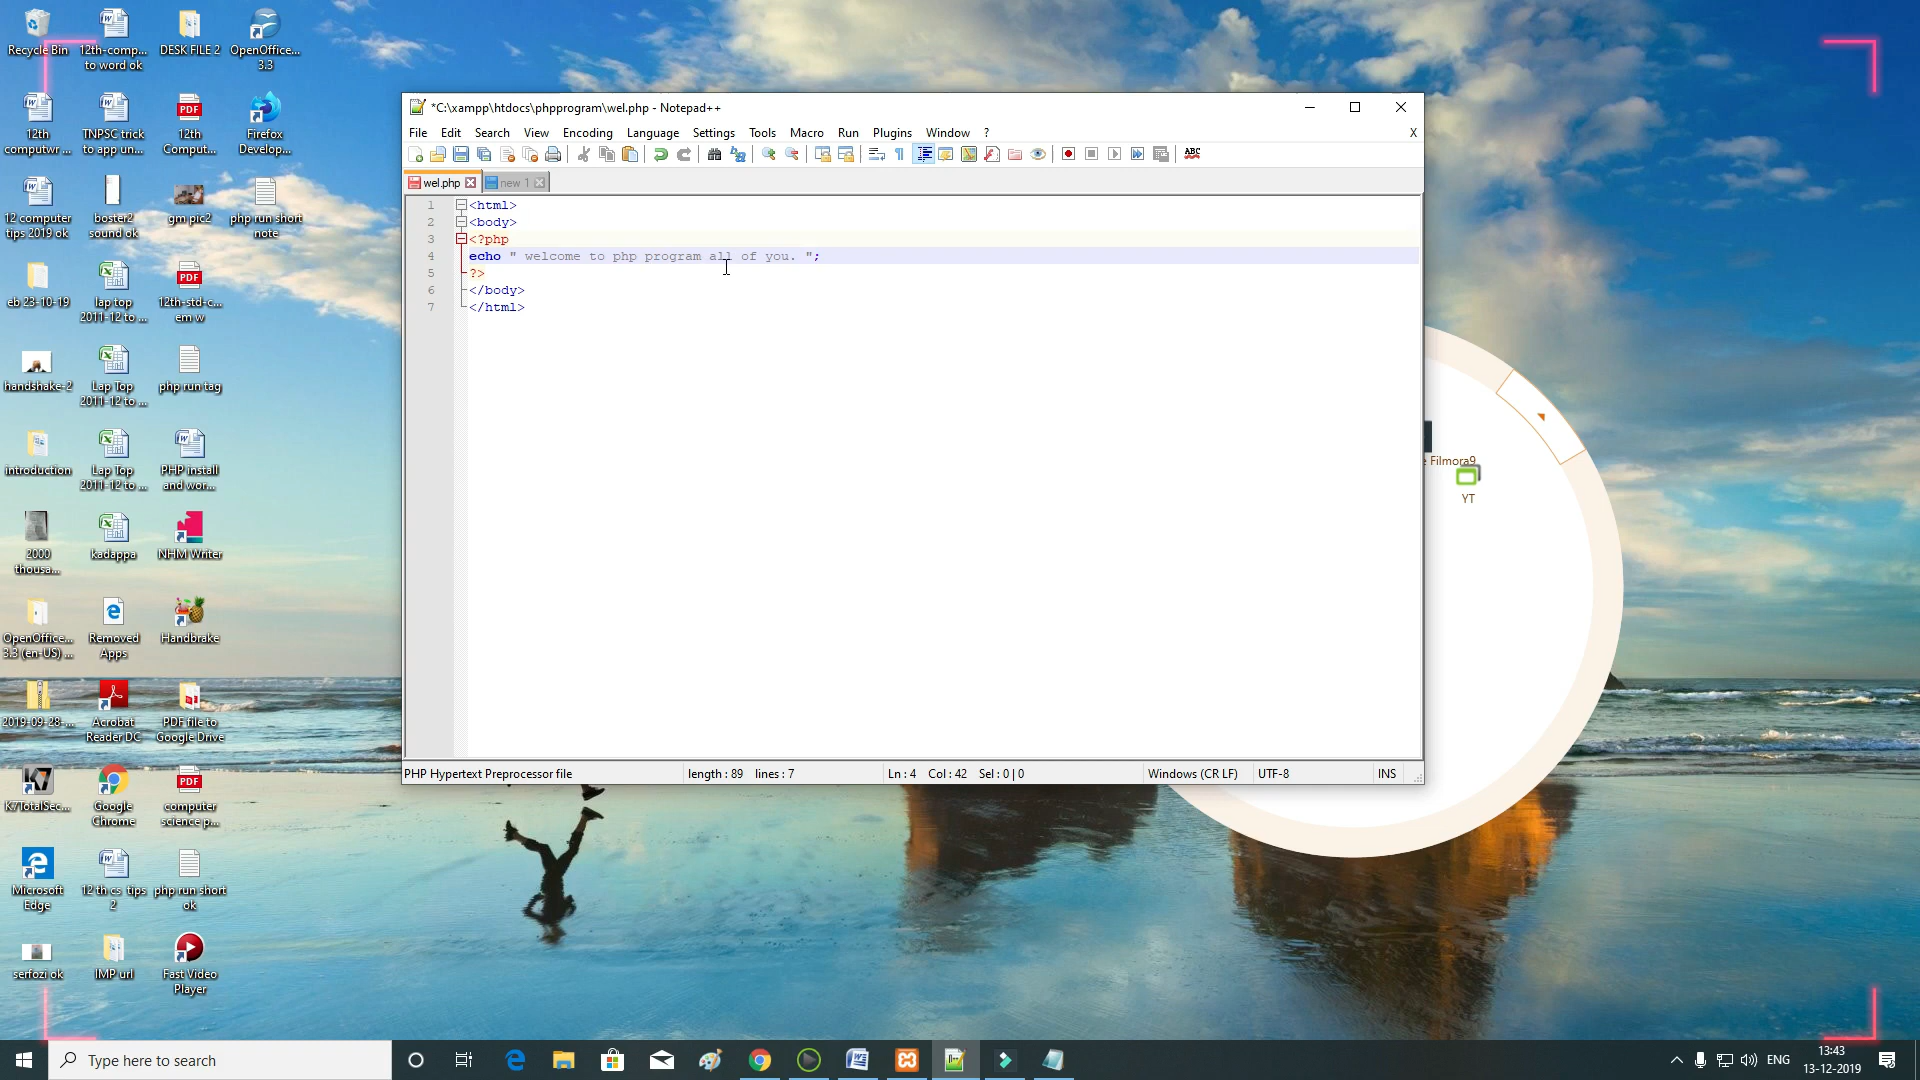 Recycle Bin
12th-comp...
to word ok
DESK FILE 2
OpenOffice...
3.3
12th
computwr ...
TNPSC trick
to app un...
12th
Comput...
Firefox
Develop...
12 computer
tips 2019 ok
boster2
sound ok
gm pic2
php run short
note
eb 23-10-19
lap top
2011-12 to ...
12th-std-c...
em w
handshake-2
Lap Top
2011-12 to ...
php run tag
introduction
Lap Top
2011-12 to ...
PHP install
and wor...
2000
thousa...
kadappa
NHM Writer
OpenOffice...
3.3 (en-US) ...
Removed
Apps
Handbrake
2019-09-28-...
Acrobat
Reader DC
PDF file to
Google Drive
K7TotalSec...
Google
Chrome
computer
science p...
Microsoft
Edge
12 th cs tips
2
php run short
ok
serfozi ok
IMP url
Fast Video
Player
*C:\xampp\htdocs\phpprogram\wel.php - Notepad++
File Edit Search View Encoding Language Settings Tools Macro Run Plugins Window ? X
wel.php new 1
1 <html>
2 <body>
3 <?php
4 echo " welcome to php program all of you. ";
5 ?>
6 </body>
7 </html>
PHP Hypertext Preprocessor file length : 89 lines : 7 Ln : 4 Col : 42 Sel : 0 | 0 Windows (CR LF) UTF-8 INS
e Filmora9
YT
Type here to search
ENG
13:43
13-12-2019